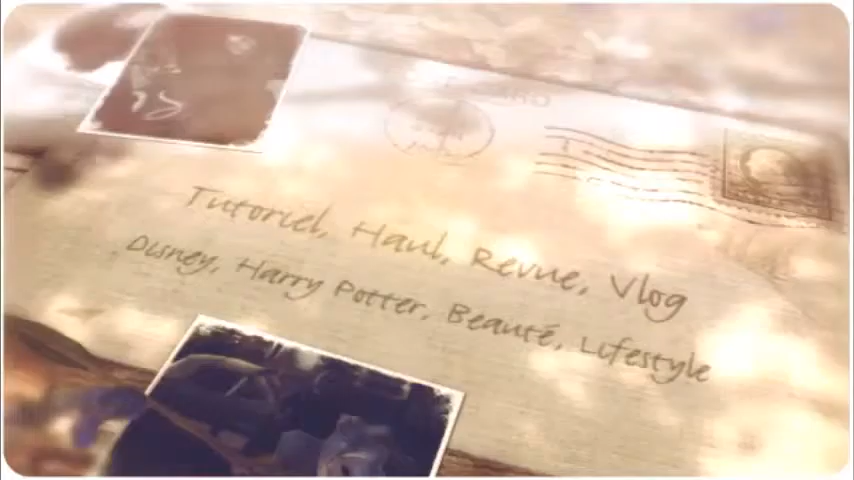 Tutoriel, Haul, Revue, Vlog
Disney, Harry Potter, Beauté, Lifestyle